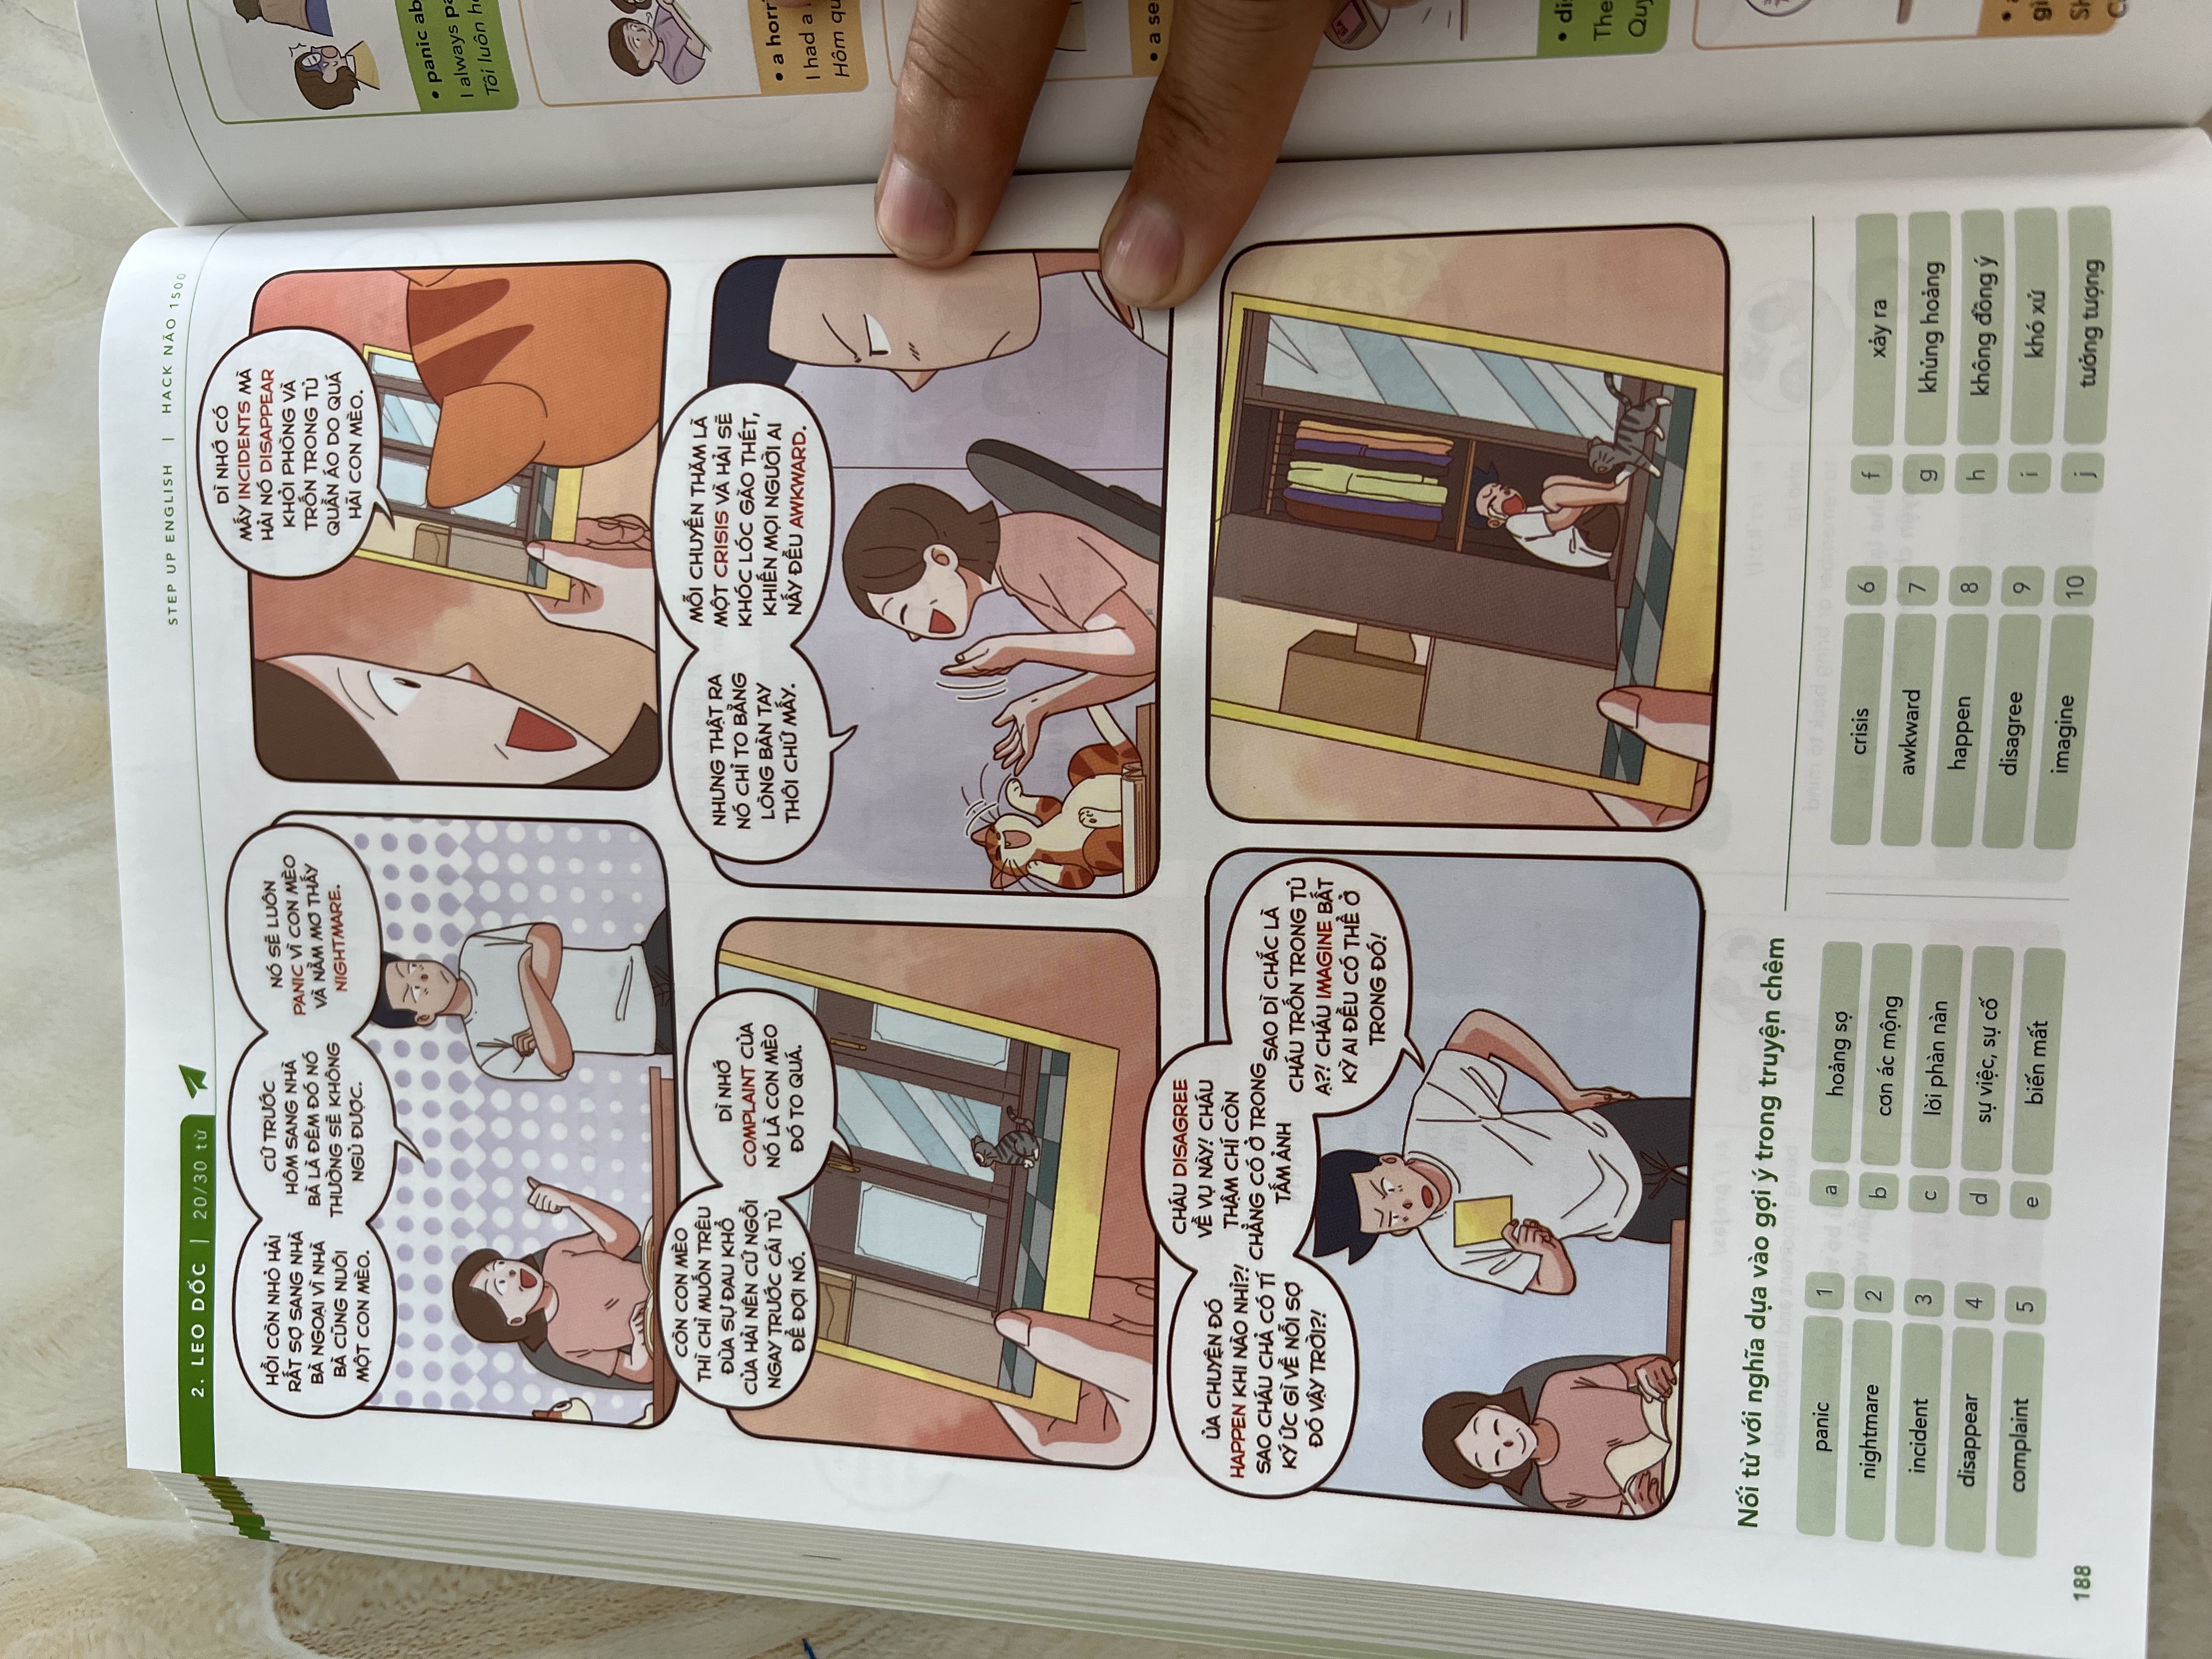 2. LEO DỐC | 20/30 từ
STEP UP ENGLISH | HACK NÃO 1500
HỒI CÒN NHỎ HẢI
RẤT SỢ SANG NHÀ
BÀ NGOẠI VÌ NHÀ
BÀ CŨNG NUÔI
MỘT CON MÈO.
CỨ TRƯỚC
HÔM SANG NHÀ
BÀ LÀ ĐÊM ĐÓ NÓ
THƯỜNG SẼ KHÔNG
NGỦ ĐƯỢC.
NÓ SẼ LUÔN
PANIC VÌ CON MÈO
VÀ NẰM MƠ THẤY
NIGHTMARE.
DÌ NHỚ CÓ
MẤY INCIDENTS MÀ
HẢI NÓ DISAPPEAR
KHỎI PHÒNG VÀ
TRỐN TRONG TỦ
QUẦN ÁO DO QUÁ
HÃI CON MÈO.
CÒN CON MÈO
THÌ CHỈ MUỐN TRÊU
ĐÙA SỰ ĐAU KHỔ
CỦA HẢI NÊN CỨ NGỒI
NGAY TRƯỚC CÁI TỦ
ĐỂ ĐỢI NÓ.
DÌ NHỚ
COMPLAINT CỦA
NÓ LÀ CON MÈO
ĐÓ TO QUÁ.
NHƯNG THẬT RA
NÓ CHỈ TO BẰNG
LÒNG BÀN TAY
THÔI CHỨ MẤY.
MỖI CHUYẾN THĂM LÀ
MỘT CRISIS VÀ HẢI SẼ
KHÓC LÓC GÀO THÉT,
KHIẾN MỌI NGƯỜI AI
NẤY ĐỀU AWKWARD.
ỦA CHUYỆN ĐÓ
HAPPEN KHI NÀO NHỈ?!
SAO CHÁU CHẢ CÓ TÍ
KÝ ỨC GÌ VỀ NỖI SỢ
ĐÓ VẬY TRỜI?!
CHÁU DISAGREE
VỀ VỤ NÀY! CHÁU
THẬM CHÍ CÒN
CHẲNG CÓ Ở TRONG
TẤM ẢNH
SAO DÌ CHẮC LÀ
CHÁU TRỐN TRONG TỦ
Ạ?! CHÁU IMAGINE BẤT
KỲ AI ĐỀU CÓ THỂ Ở
TRONG ĐÓ!
Nối từ với nghĩa dựa vào gợi ý trong truyện chêm
panic 1 a hoảng sợ
nightmare 2 b cơn ác mộng
incident 3 c lời phàn nàn
disappear 4 d sự việc, sự cố
complaint 5 e biến mất
crisis 6 f xảy ra
awkward 7 g khủng hoảng
happen 8 h không đồng ý
disagree 9 i khó xử
imagine 10 j tưởng tượng
188
• panic
I always
Tôi luôn
• a
I had a
Hôm
• a
The